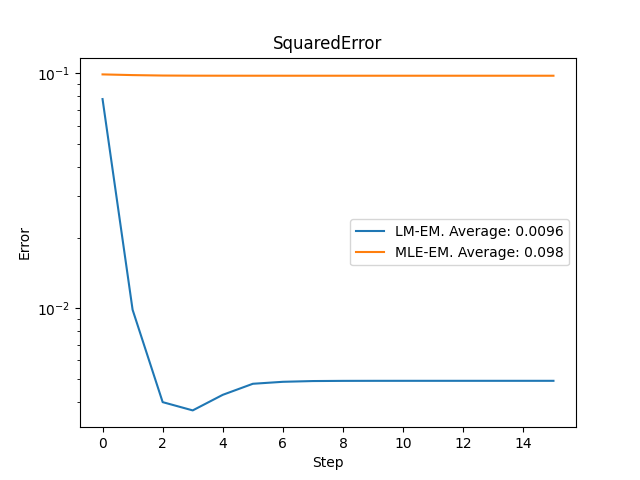 SquaredError
10⁻¹
10⁻²
Error
LM-EM. Average: 0.0096
MLE-EM. Average: 0.098
0 2 4 6 8 10 12 14
Step